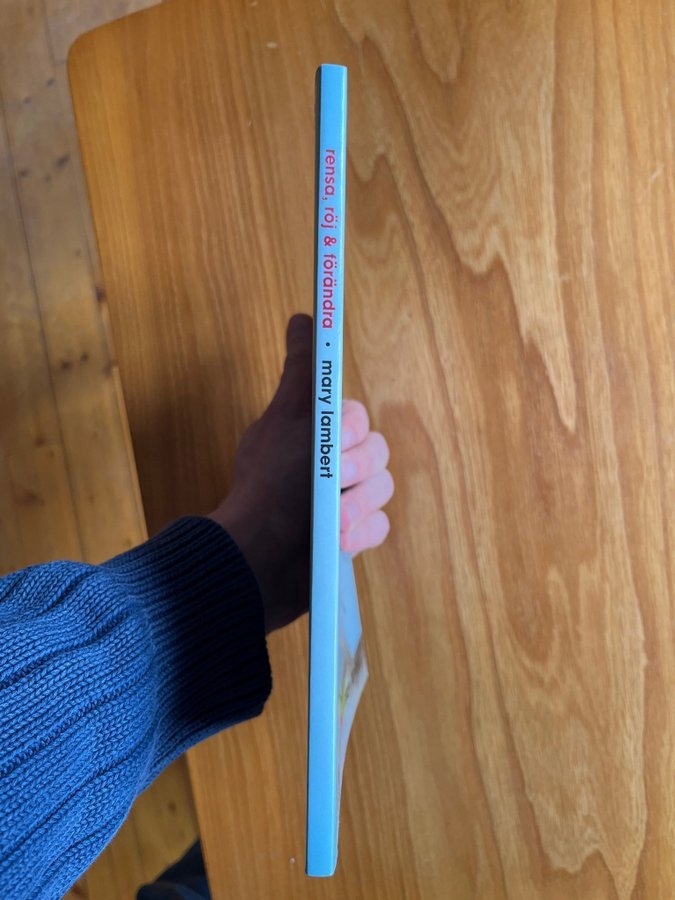 rensa, röj & förändra • mary lambert